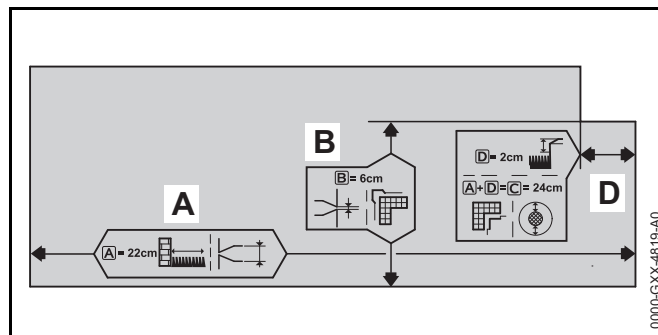 B
B = 6cm
D = 2cm
A + D = C = 24cm
D
A
A = 22cm
0000-GXX-4819-A0